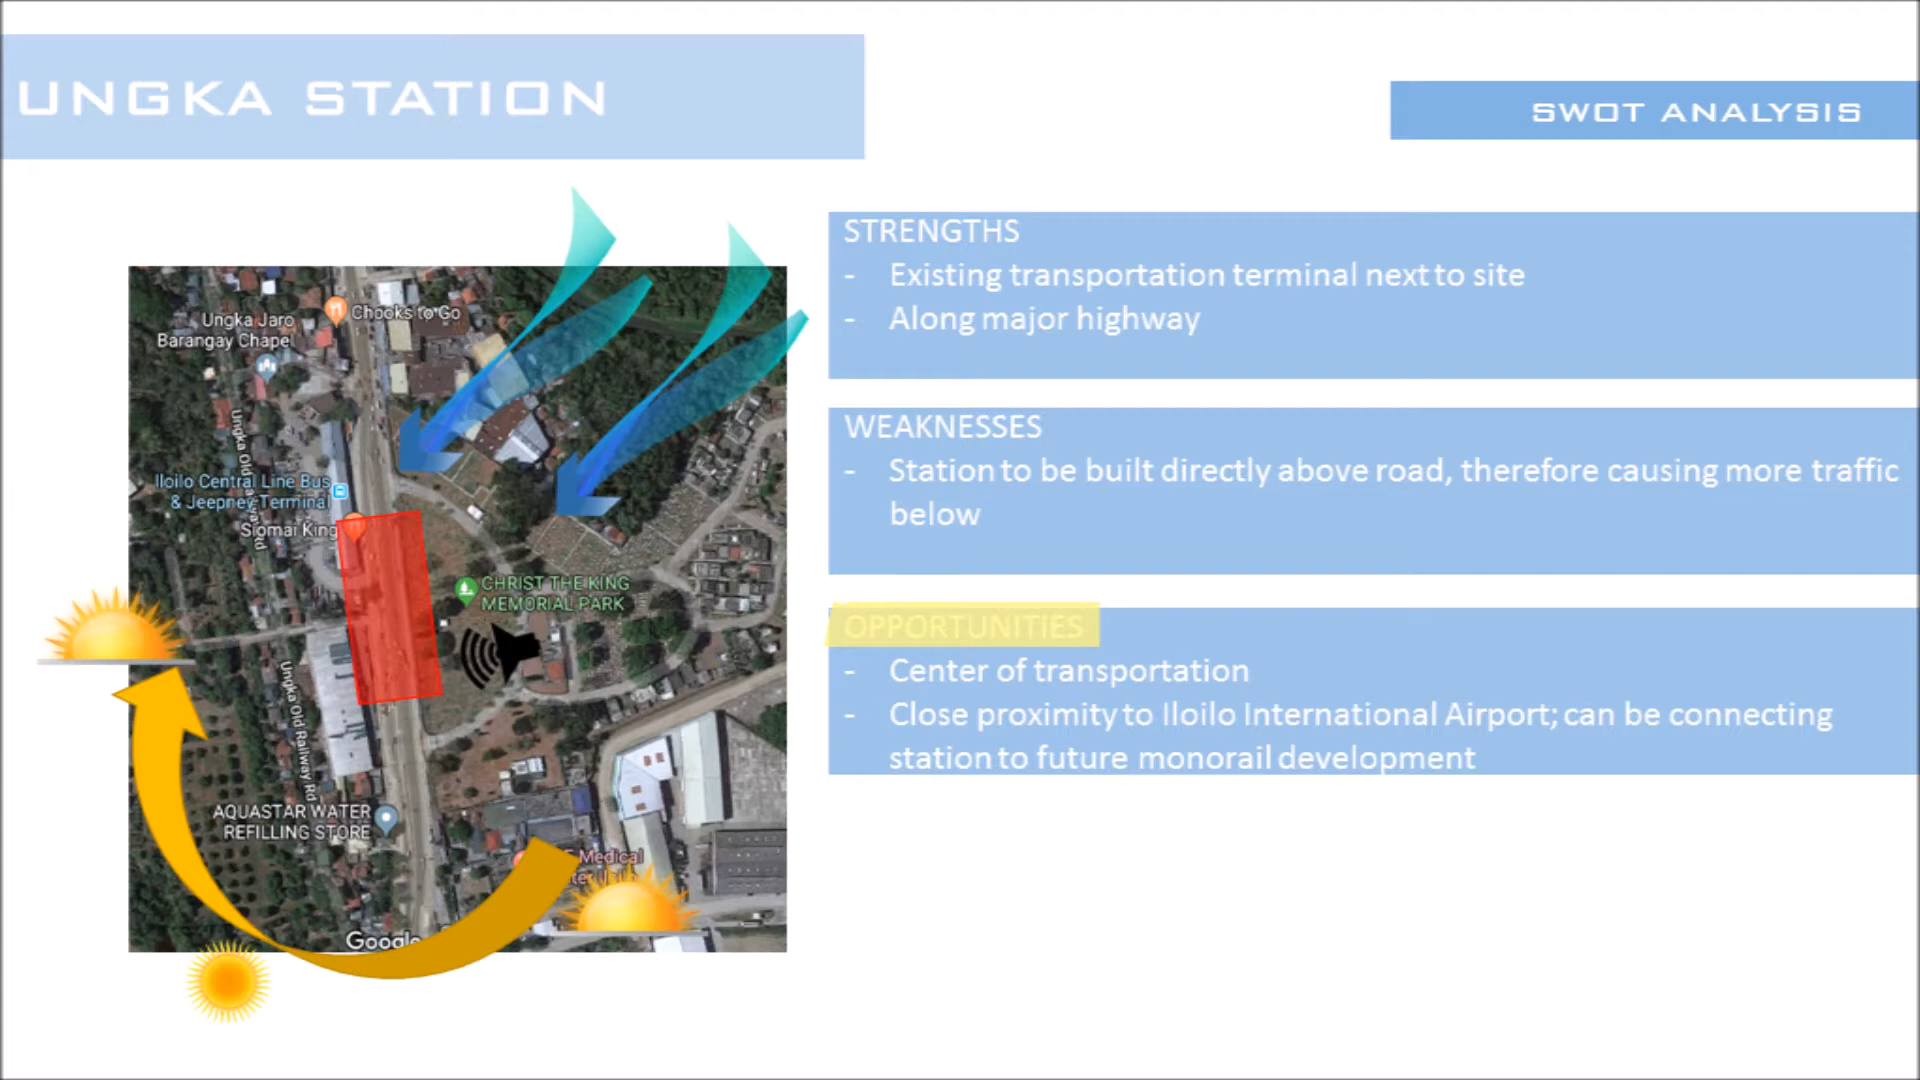 UNGKA STATION
SWOT ANALYSIS
STRENGTHS
- Existing transportation terminal next to site
- Along major highway
WEAKNESSES
- Station to be built directly above road, therefore causing more traffic
below
OPPORTUNITIES
- Center of transportation
- Close proximity to Iloilo International Airport; can be connecting
station to future monorail development
Chooks to Go
Ungka Jaro
Barangay Chapel
Ungka Old
Rd
Iloilo Central Line Bus
& Jeepney Terminal
Siomai King
CHRIST THE KING
MEMORIAL PARK
Ungka Old Railway Rd
AQUASTAR WATER
REFILLING STORE
Medical
Google